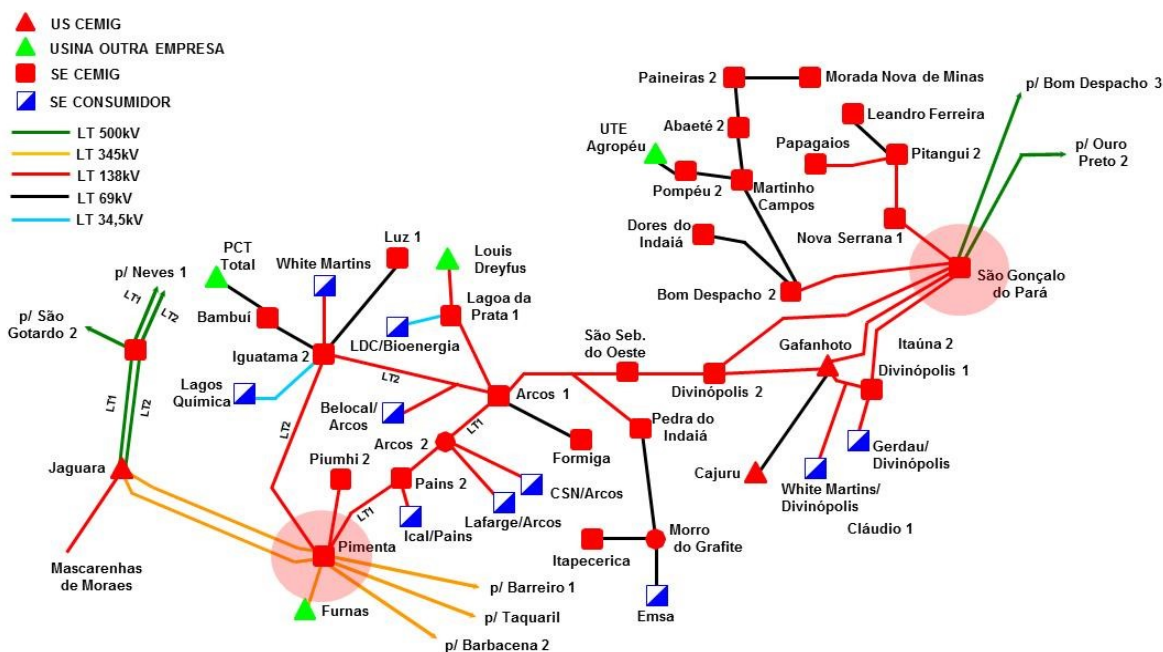 US CEMIG
USINA OUTRA EMPRESA
SE CEMIG
SE CONSUMIDOR
LT 500kV
LT 345kV
LT 138kV
LT 69kV
LT 34,5kV
Paineiras 2
Morada Nova de Minas
p/ Bom Despacho 3
Leandro Ferreira
Abaeté 2
UTE
Agropéu
Papagaios
p/ Ouro
Preto 2
Pitangui 2
Pompéu 2
Martinho
Campos
Dores do
Indaiá
Nova Serrana 1
São Gonçalo
do Pará
Bom Despacho 2
PCT
Total
Luz 1
White Martins
Louis
Dreyfus
p/ Neves 1
LT1
LT2
p/ São
Gotardo 2
Bambuí
Lagoa da
Prata 1
LDC/Bioenergia
Iguatama 2
São Seb.
do Oeste
Gafanhoto
Itaúna 2
Divinópolis 1
Divinópolis 2
LT2
Lagos
Química
Arcos 1
Belocal/
Arcos
LT1
LT2
LT2
LT1
Arcos 2
Pedra do
Indaiá
Formiga
Gerdau/
Divinópolis
Jaguara
Piumhi 2
Pains 2
CSN/Arcos
Cajuru
White Martins/
Divinópolis
LT1
Ical/Pains
Lafarge/Arcos
Cláudio 1
Pimenta
Morro
do Grafite
Itapecerica
Mascarenhas
de Moraes
p/ Barreiro 1
Furnas
p/ Taquaril
Emsa
p/ Barbacena 2